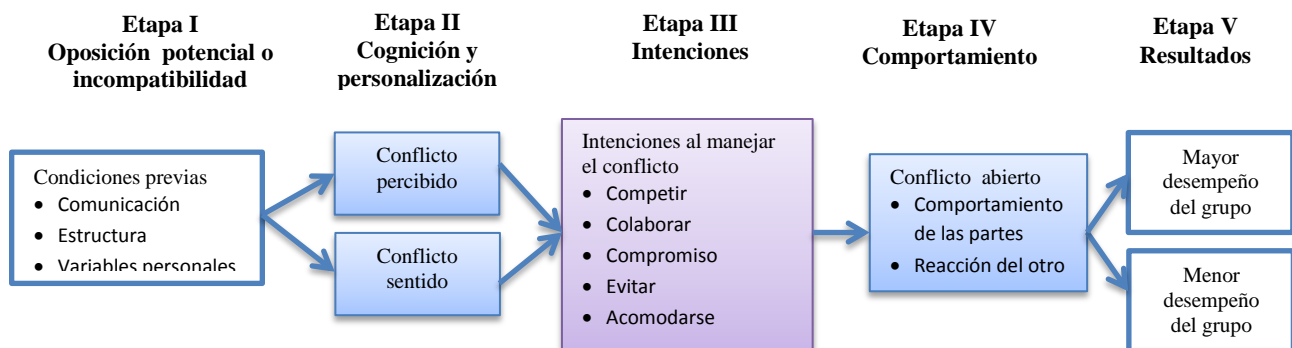 Etapa I
Oposición potencial o
incompatibilidad
Etapa II
Cognición y
personalización
Etapa III
Intenciones
Etapa IV
Comportamiento
Etapa V
Resultados
Condiciones previas
• Comunicación
• Estructura
• Variables personales
Conflicto
percibido
Conflicto
sentido
Intenciones al manejar
el conflicto
• Competir
• Colaborar
• Compromiso
• Evitar
• Acomodarse
Conflicto abierto
• Comportamiento
de las partes
• Reacción del otro
Mayor
desempeño
del grupo
Menor
desempeño
del grupo